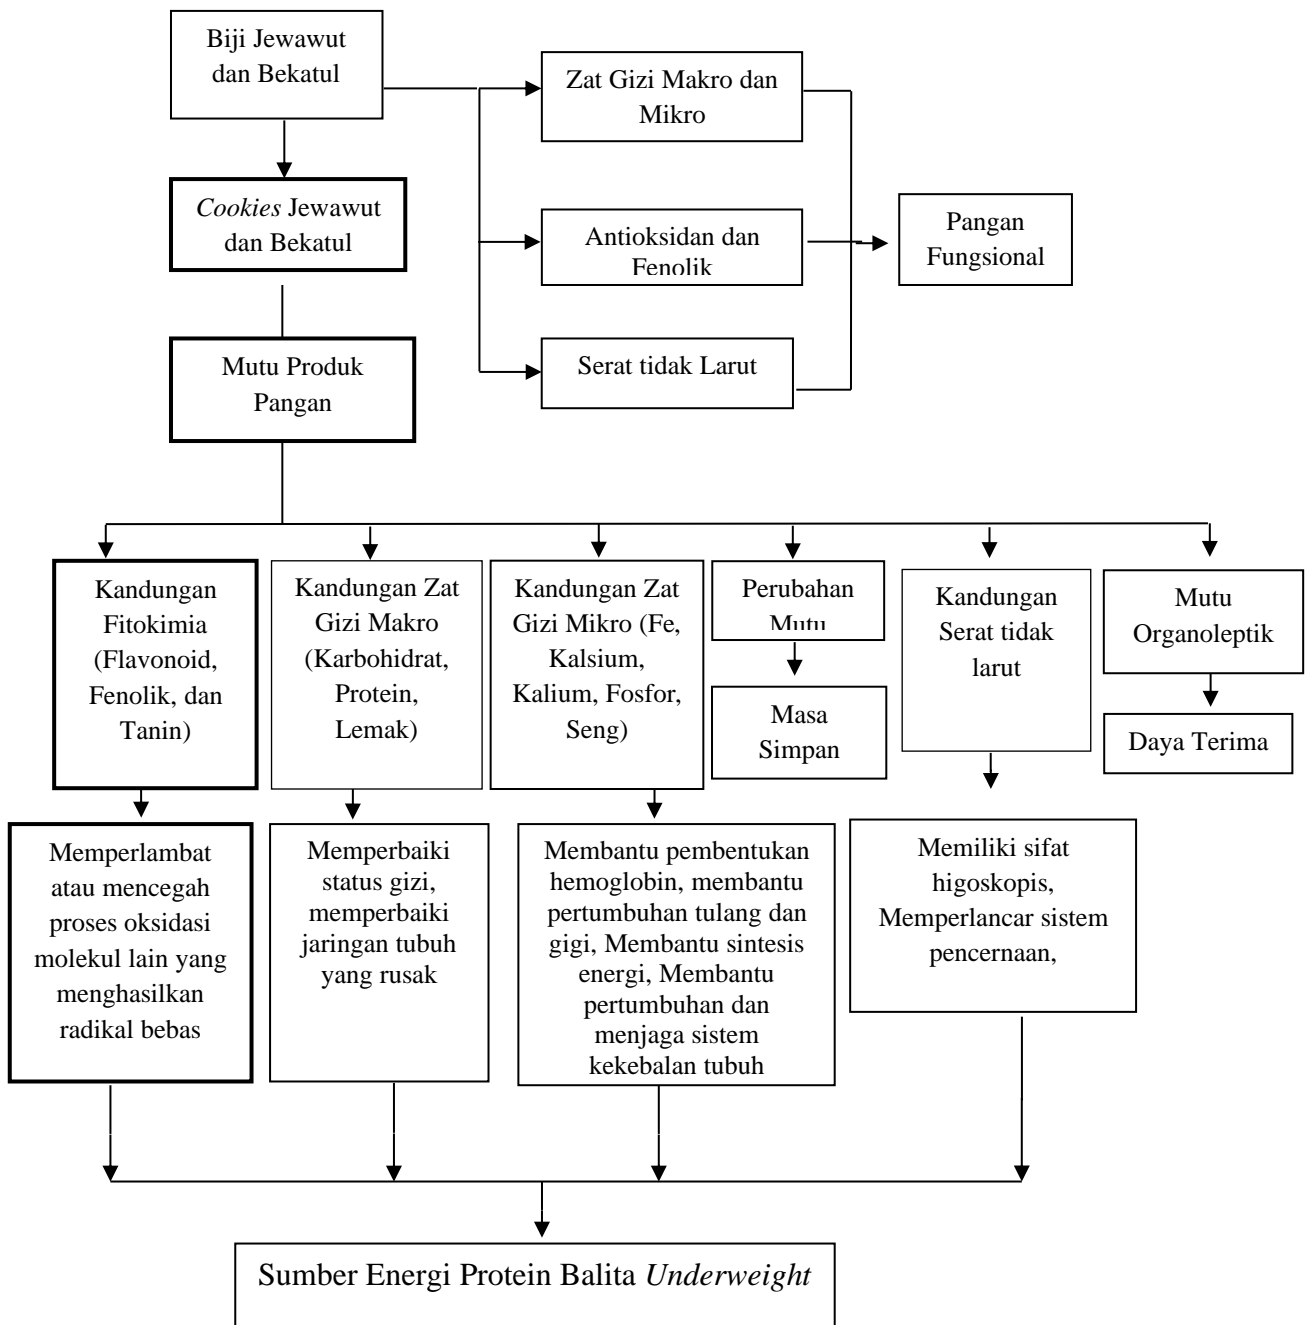 Biji Jewawut
dan Bekatul
Zat Gizi Makro dan
Mikro
Cookies Jewawut
dan Bekatul
Antioksidan dan
Fenolik
Pangan
Fungsional
Mutu Produk
Pangan
Serat tidak Larut
Kandungan
Fitokimia
(Flavonoid,
Fenolik, dan
Tanin)
Kandungan Zat
Gizi Makro
(Karbohidrat,
Protein,
Lemak)
Kandungan Zat
Gizi Mikro (Fe,
Kalsium,
Kalium, Fosfor,
Seng)
Perubahan
Mutu
Masa
Simpan
Kandungan
Serat tidak
larut
Mutu
Organoleptik
Daya Terima
Memperlambat
atau mencegah
proses oksidasi
molekul lain yang
menghasilkan
radikal bebas
Memperbaiki
status gizi,
memperbaiki
jaringan tubuh
yang rusak
Membantu pembentukan
hemoglobin, membantu
pertumbuhan tulang dan
gigi, Membantu sintesis
energi, Membantu
pertumbuhan dan
menjaga sistem
kekebalan tubuh
Memiliki sifat
higoskopis,
Memperlancar sistem
pencernaan,
Sumber Energi Protein Balita Underweight